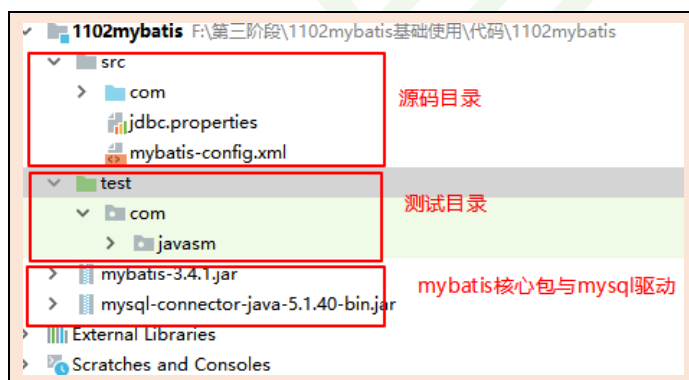 1102mybatis F:\第三阶段\1102mybatis基础使用\代码\1102mybatis
src
com
源码目录
jdbc.properties
mybatis-config.xml
test
测试目录
com
javasm
mybatis-3.4.1.jar
mybatis核心包与mysql驱动
mysql-connector-java-5.1.40-bin.jar
External Libraries
Scratches and Consoles